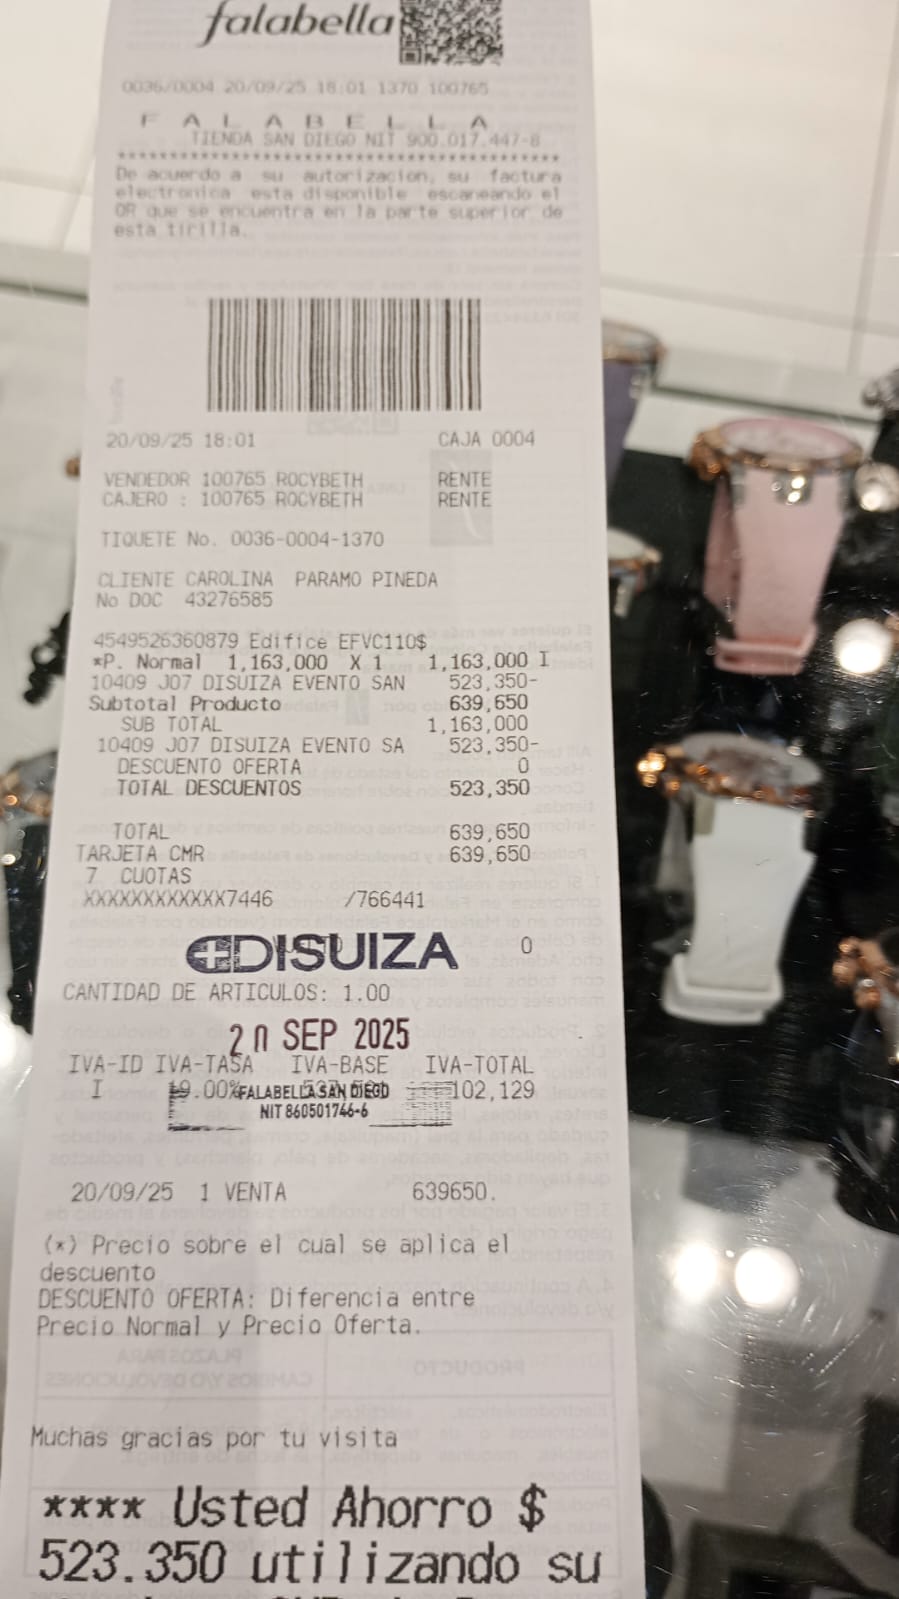 falabella
0036/0004 20/09/25 18:01 1370 100765
F A L A B E L L A
TIENDA SAN DIEGO NIT 900.017.447-8
******************************************
De acuerdo a su autorizacion, su factura
electronica esta disponible escaneando el
QR que se encuentra en la parte superior de
esta tirilla.
20/09/25 18:01 CAJA 0004
VENDEDOR 100765 ROCYBETH RENTE
CAJERO : 100765 ROCYBETH RENTE
TIQUETE No. 0036-0004-1370
CLIENTE CAROLINA PARAMO PINEDA
No DOC 43276585
4549526360879 Edifice EFVC110$
*P. Normal 1,163,000 X 1 1,163,000 I
10409 J07 DISUIZA EVENTO SAN 523,350-
Subtotal Producto 639,650
SUB TOTAL 1,163,000
10409 J07 DISUIZA EVENTO SA 523,350-
DESCUENTO OFERTA 0
TOTAL DESCUENTOS 523,350
TOTAL 639,650
TARJETA CMR 639,650
7 CUOTAS
XXXXXXXXXXXX7446 /766441
DISUIZA 0
CANTIDAD DE ARTICULOS: 1.00
20 SEP 2025
IVA-ID IVA-TASA IVA-BASE IVA-TOTAL
I 19.00% 102,129
FALABELLA SAN DIEGO
NIT 860501746-6
20/09/25 1 VENTA 639650.
(*) Precio sobre el cual se aplica el
descuento
DESCUENTO OFERTA: Diferencia entre
Precio Normal y Precio Oferta.
Muchas gracias por tu visita
**** Usted Ahorro $
523.350 utilizando su